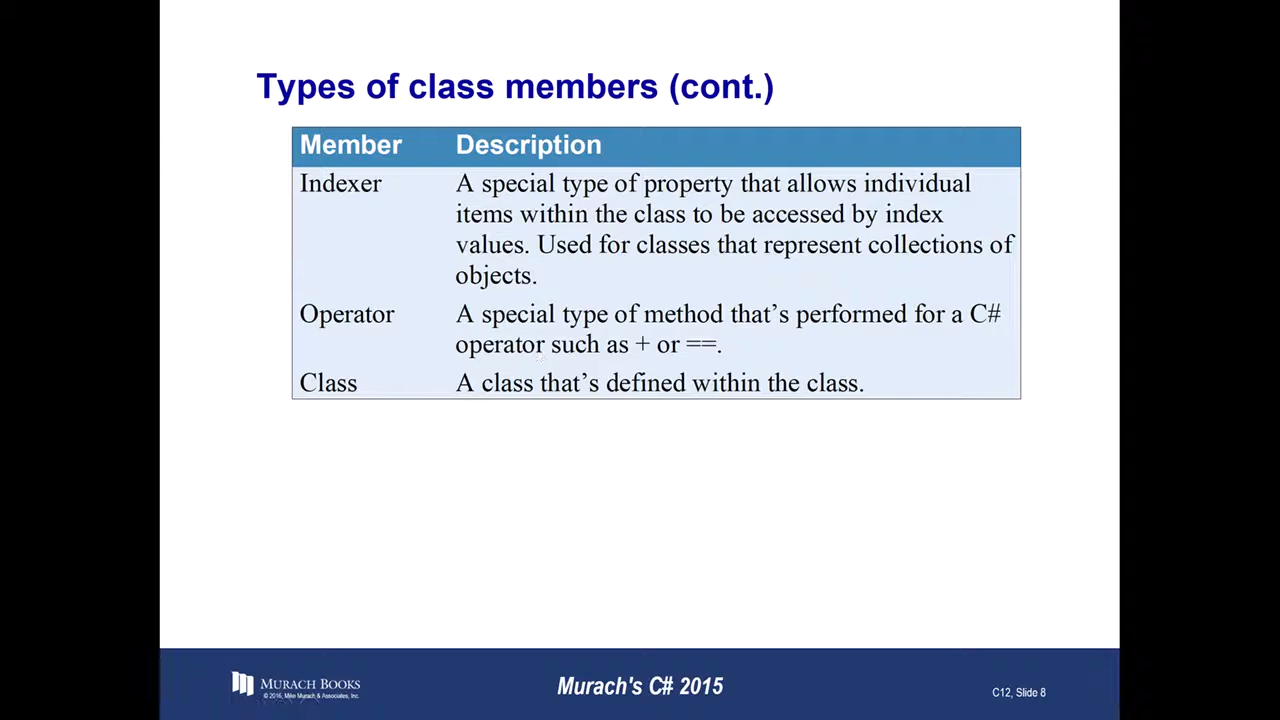 Types of class members (cont.)
Member Description
Indexer A special type of property that allows individual
items within the class to be accessed by index
values. Used for classes that represent collections of
objects.
Operator A special type of method that’s performed for a C#
operator such as + or ==.
Class A class that’s defined within the class.
MURACH BOOKS
© 2016, Mike Murach & Associates, Inc.
Murach's C# 2015
C12, Slide 8